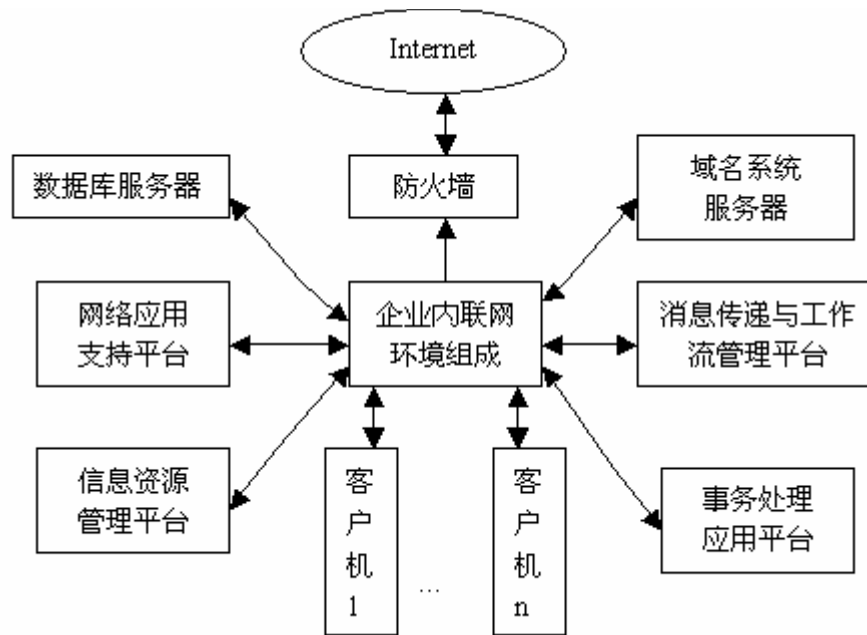 Internet
数据库服务器
防火墙
域名系统
服务器
网络应用
支持平台
企业内联网
环境组成
消息传递与工作
流管理平台
信息资源
管理平台
客
户
机
1
…
客
户
机
n
事务处理
应用平台